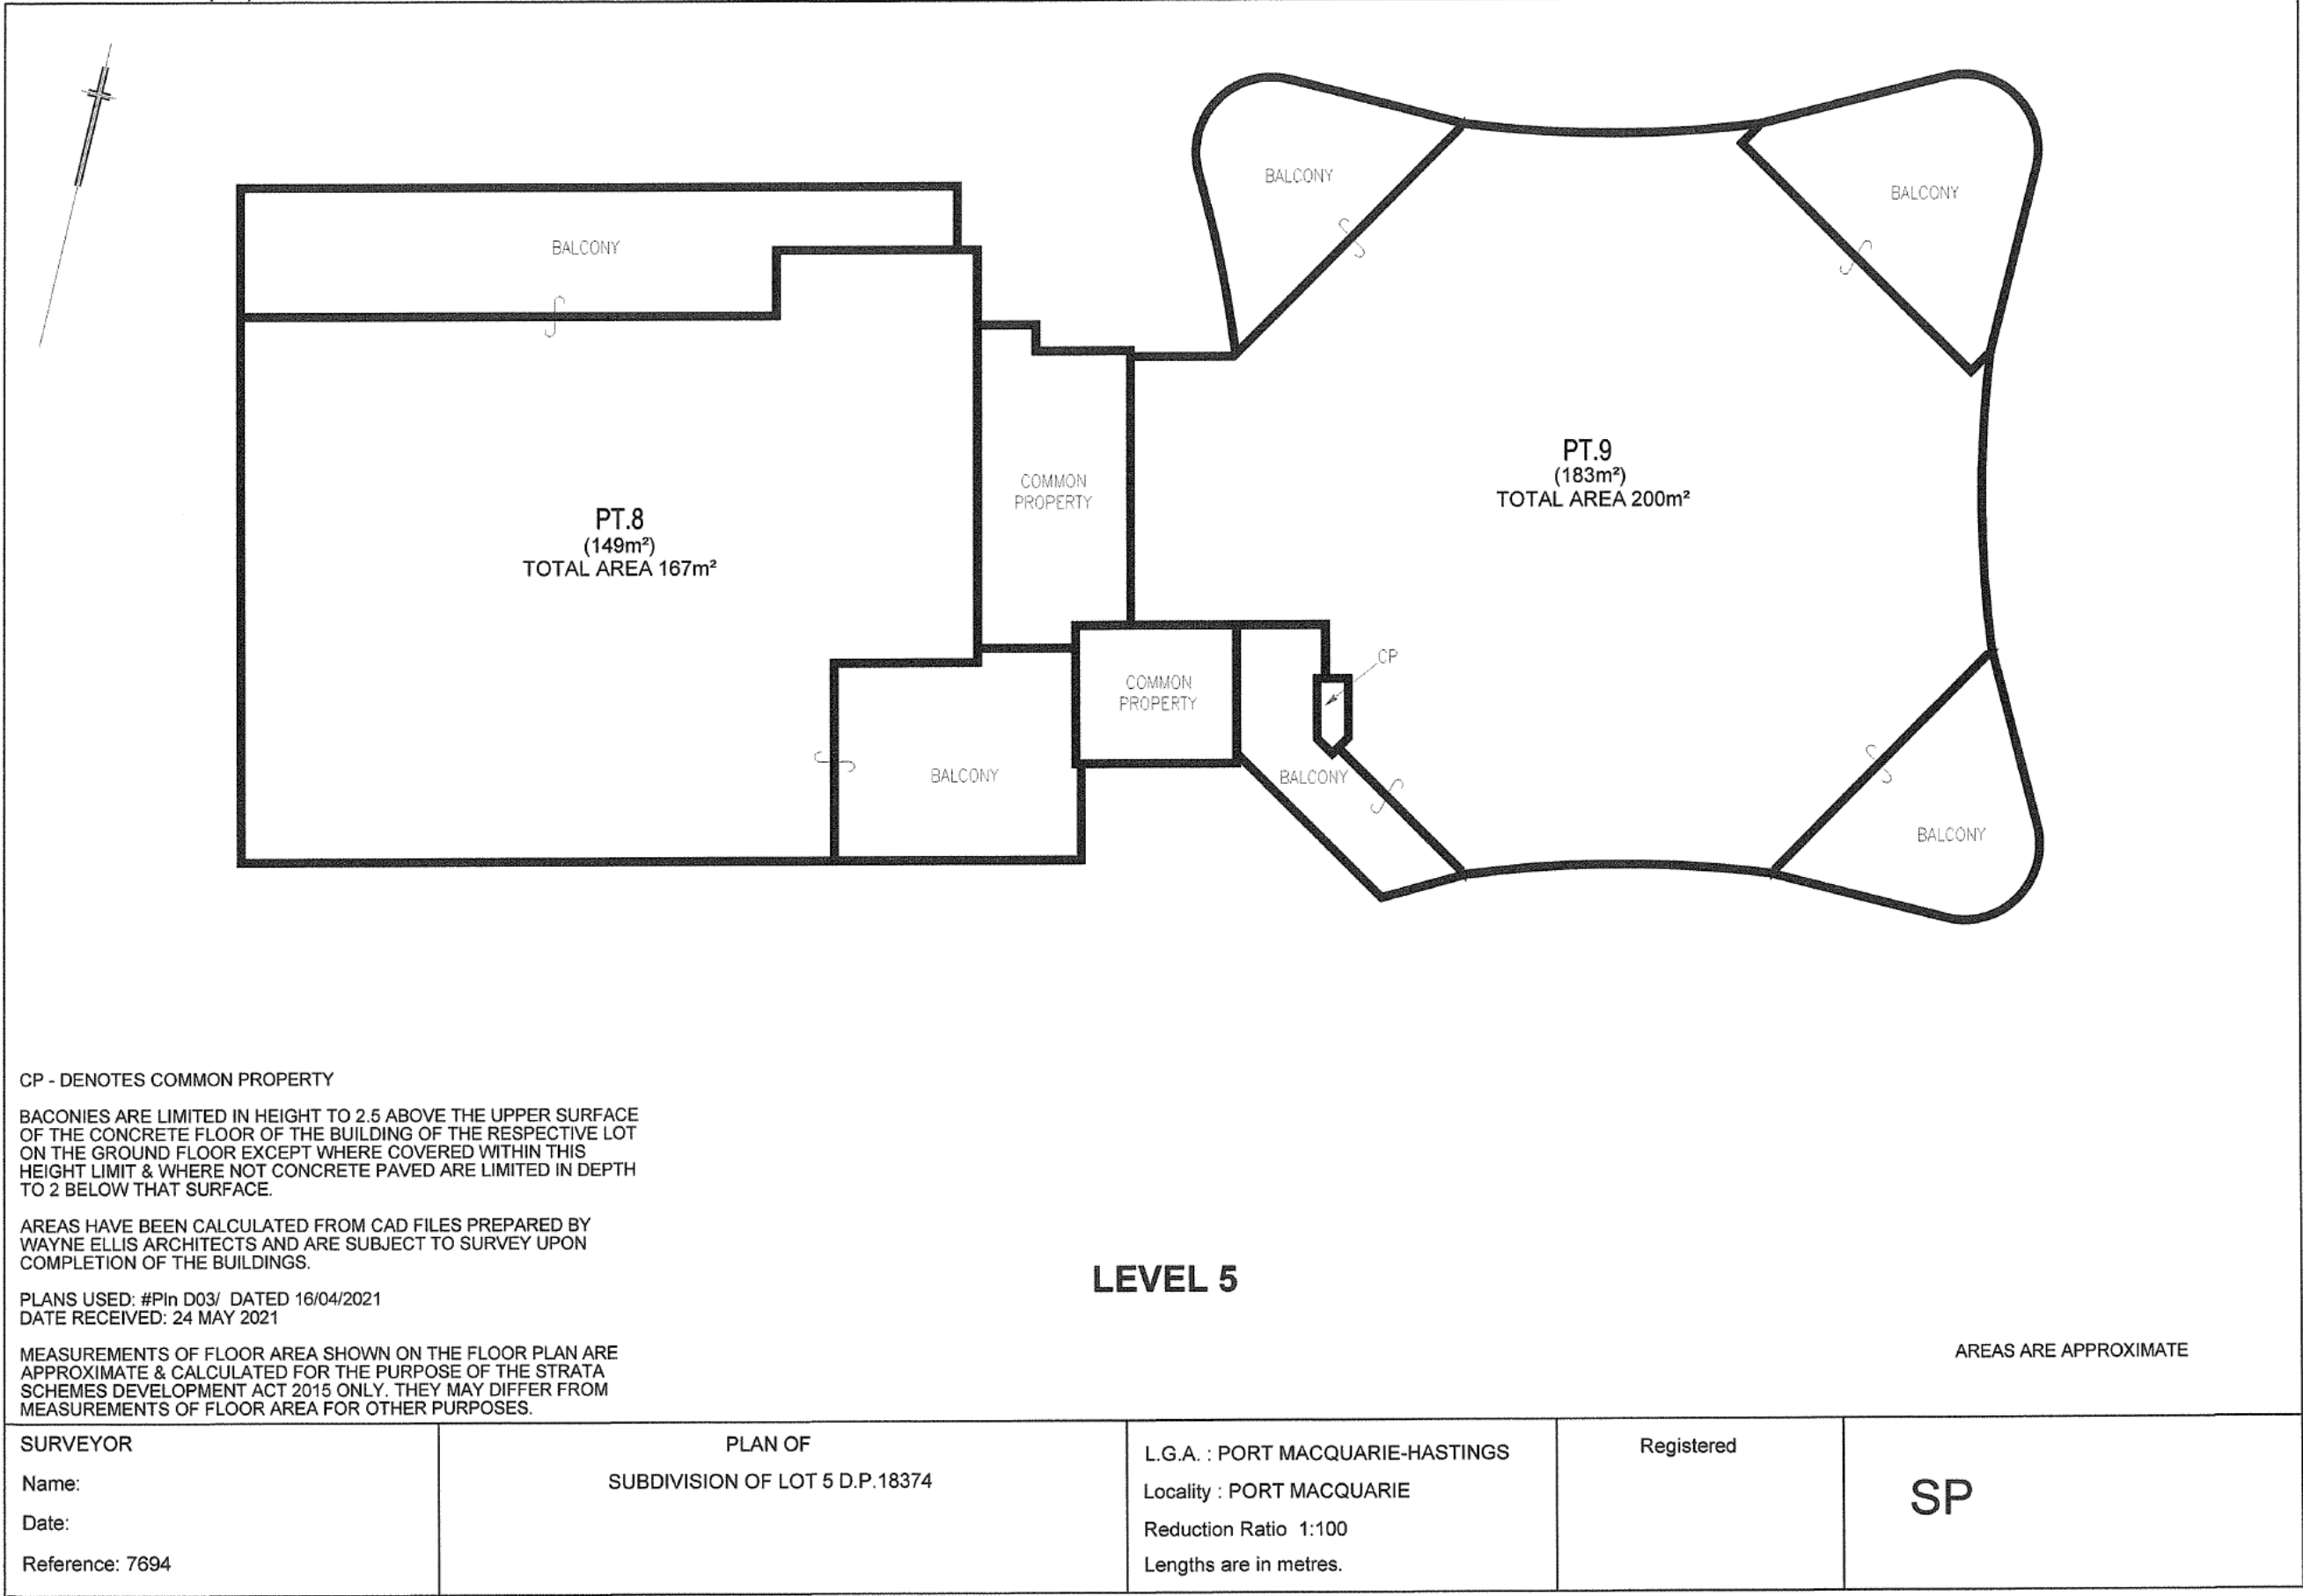 BALCONY
BALCONY
BALCONY
PT.8
(149m²)
TOTAL AREA 167m²
COMMON
PROPERTY
PT.9
(183m²)
TOTAL AREA 200m²
CP
COMMON
PROPERTY
BALCONY
BALCONY
BALCONY
CP - DENOTES COMMON PROPERTY
BACONIES ARE LIMITED IN HEIGHT TO 2.5 ABOVE THE UPPER SURFACE
OF THE CONCRETE FLOOR OF THE BUILDING OF THE RESPECTIVE LOT
ON THE GROUND FLOOR EXCEPT WHERE COVERED WITHIN THIS
HEIGHT LIMIT & WHERE NOT CONCRETE PAVED ARE LIMITED IN DEPTH
TO 2 BELOW THAT SURFACE.
AREAS HAVE BEEN CALCULATED FROM CAD FILES PREPARED BY
WAYNE ELLIS ARCHITECTS AND ARE SUBJECT TO SURVEY UPON
COMPLETION OF THE BUILDINGS.
PLANS USED: #Pln D03/ DATED 16/04/2021
DATE RECEIVED: 24 MAY 2021
MEASUREMENTS OF FLOOR AREA SHOWN ON THE FLOOR PLAN ARE
APPROXIMATE & CALCULATED FOR THE PURPOSE OF THE STRATA
SCHEMES DEVELOPMENT ACT 2015 ONLY. THEY MAY DIFFER FROM
MEASUREMENTS OF FLOOR AREA FOR OTHER PURPOSES.
LEVEL 5
AREAS ARE APPROXIMATE
SURVEYOR
Name:
Date:
Reference: 7694
PLAN OF
SUBDIVISION OF LOT 5 D.P.18374
L.G.A. : PORT MACQUARIE-HASTINGS
Locality : PORT MACQUARIE
Reduction Ratio 1:100
Lengths are in metres.
Registered
SP